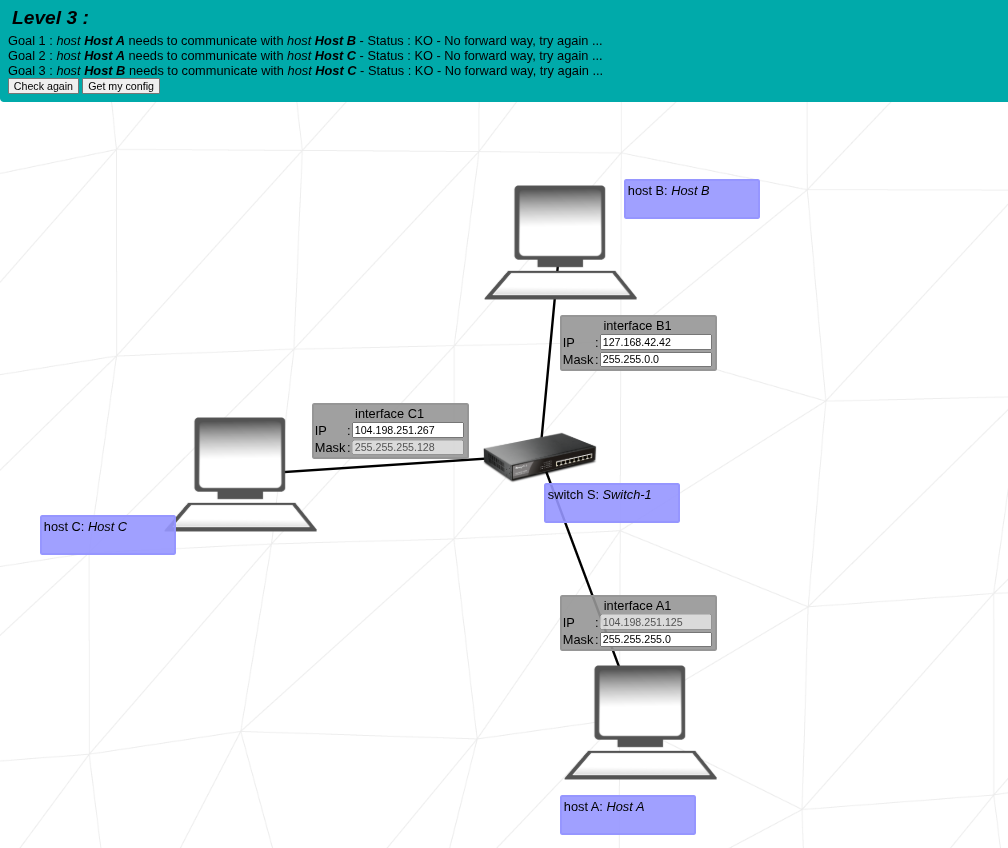 Level 3 :
Goal 1 : host Host A needs to communicate with host Host B - Status : KO - No forward way, try again ...
Goal 2 : host Host A needs to communicate with host Host C - Status : KO - No forward way, try again ...
Goal 3 : host Host B needs to communicate with host Host C - Status : KO - No forward way, try again ...
Check again Get my config
host B: Host B
interface B1
IP : 127.168.42.42
Mask : 255.255.0.0
interface C1
IP : 104.198.251.267
Mask : 255.255.255.128
switch S: Switch-1
host C: Host C
interface A1
IP : 104.198.251.125
Mask : 255.255.255.0
host A: Host A